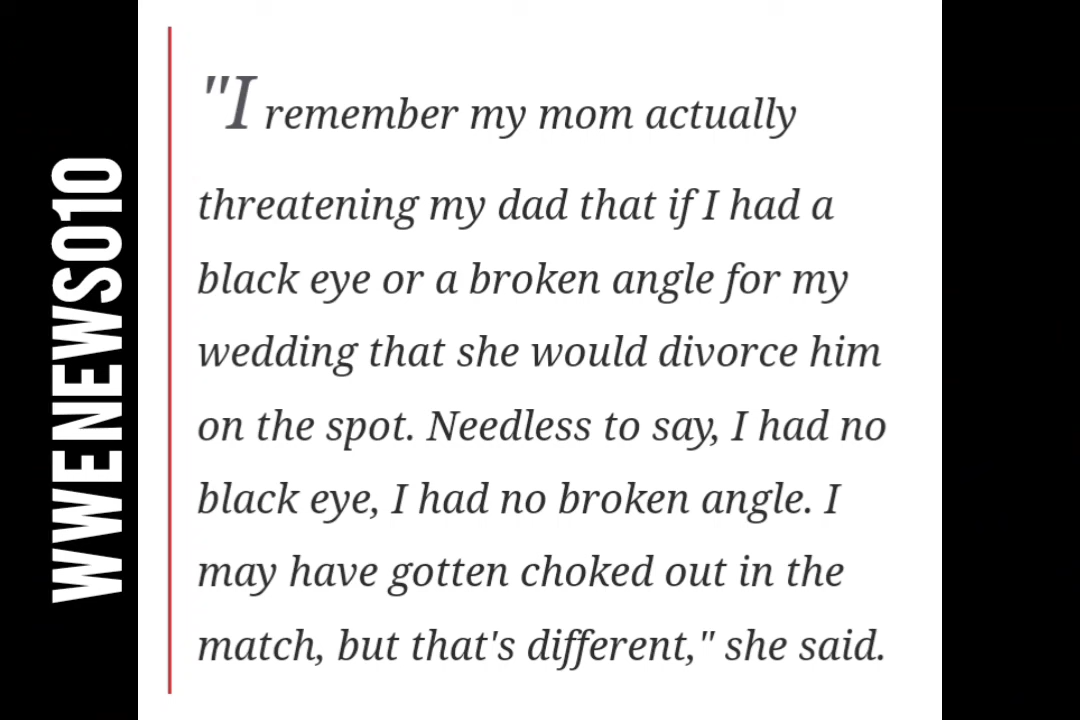 WWENEWS010
"I remember my mom actually
threatening my dad that if I had a
black eye or a broken angle for my
wedding that she would divorce him
on the spot. Needless to say, I had no
black eye, I had no broken angle. I
may have gotten choked out in the
match, but that's different," she said.